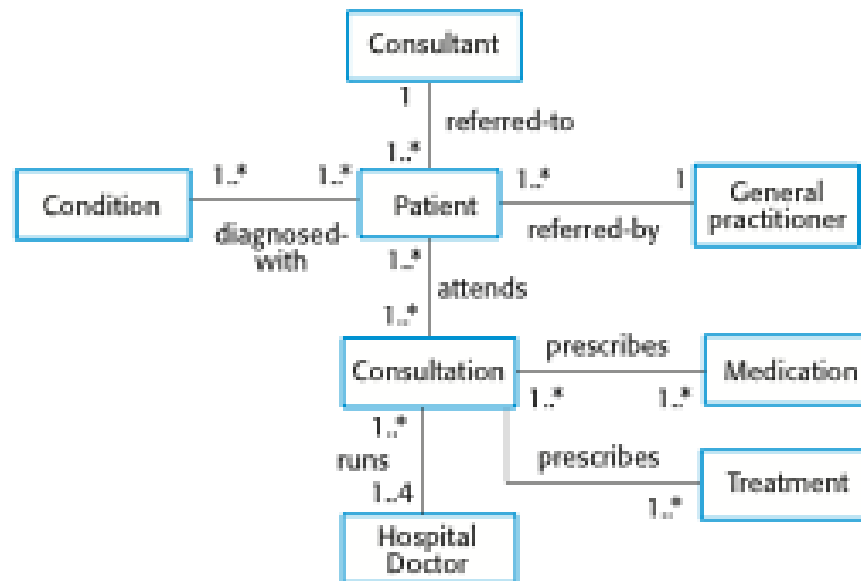 Consultant
1
referred-to
1..*
1..*
1..*
1..*
1
Condition
Patient
General
practitioner
diagnosed-
with
referred-by
1..*
attends
1..*
prescribes
Consultation
Medication
1..*
1..*
1..*
runs
prescribes
Treatment
1..4
1..*
Hospital
Doctor